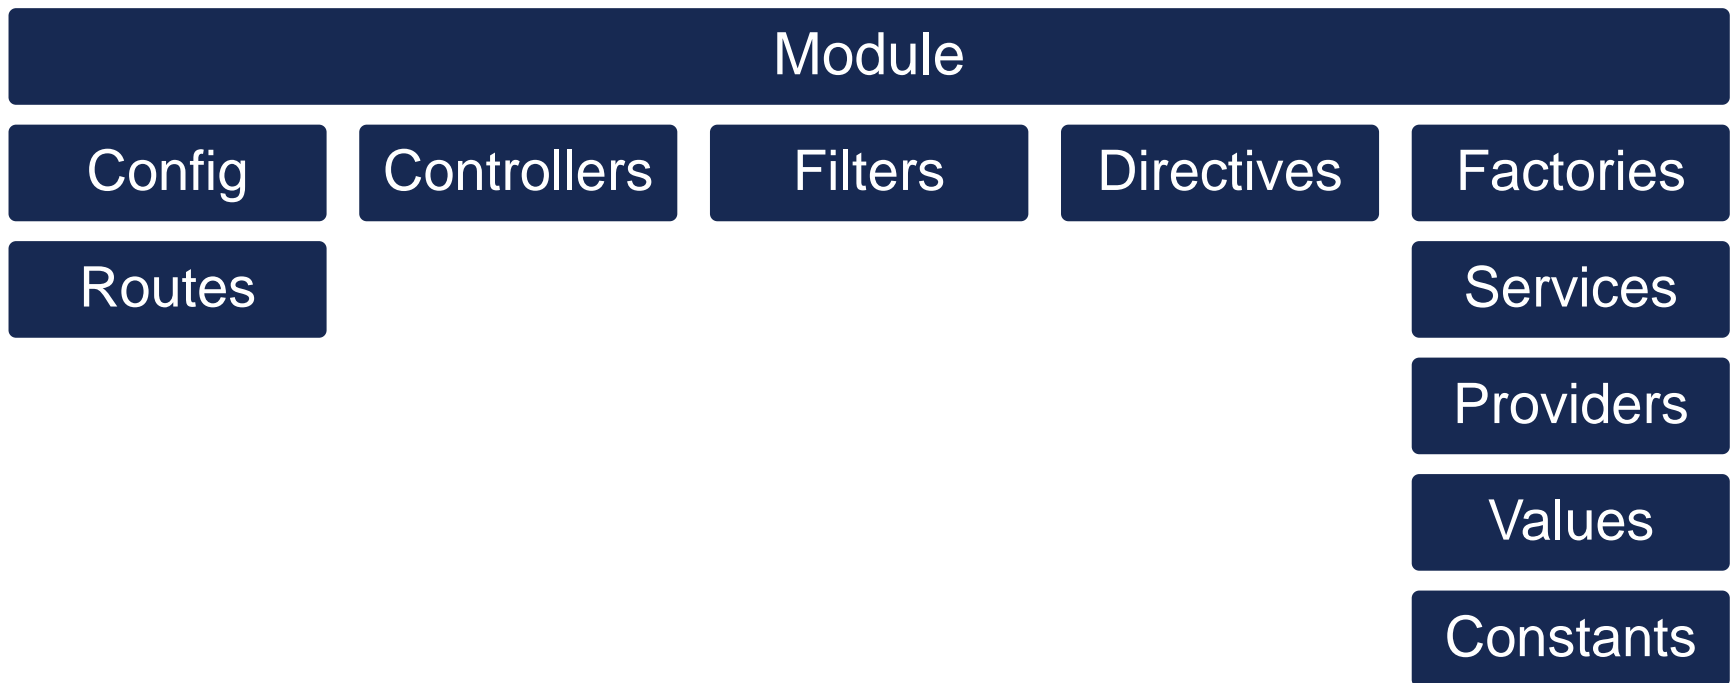 Module
Config
Controllers
Filters
Directives
Factories
Routes
Services
Providers
Values
Constants